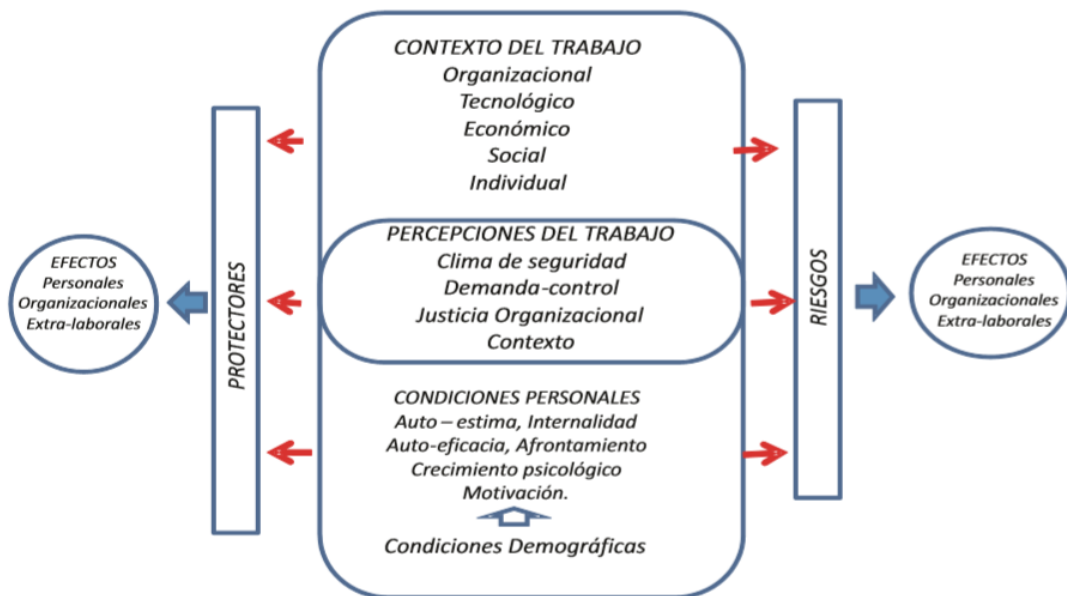 CONTEXTO DEL TRABAJO
Organizacional
Tecnológico
Económico
Social
Individual
PERCEPCIONES DEL TRABAJO
Clima de seguridad
Demanda-control
Justicia Organizacional
Contexto
CONDICIONES PERSONALES
Auto – estima, Internalidad
Auto-eficacia, Afrontamiento
Crecimiento psicológico
Motivación.
Condiciones Demográficas
PROTECTORES
EFECTOS
Personales
Organizacionales
Extra-laborales
RIESGOS
EFECTOS
Personales
Organizacionales
Extra-laborales